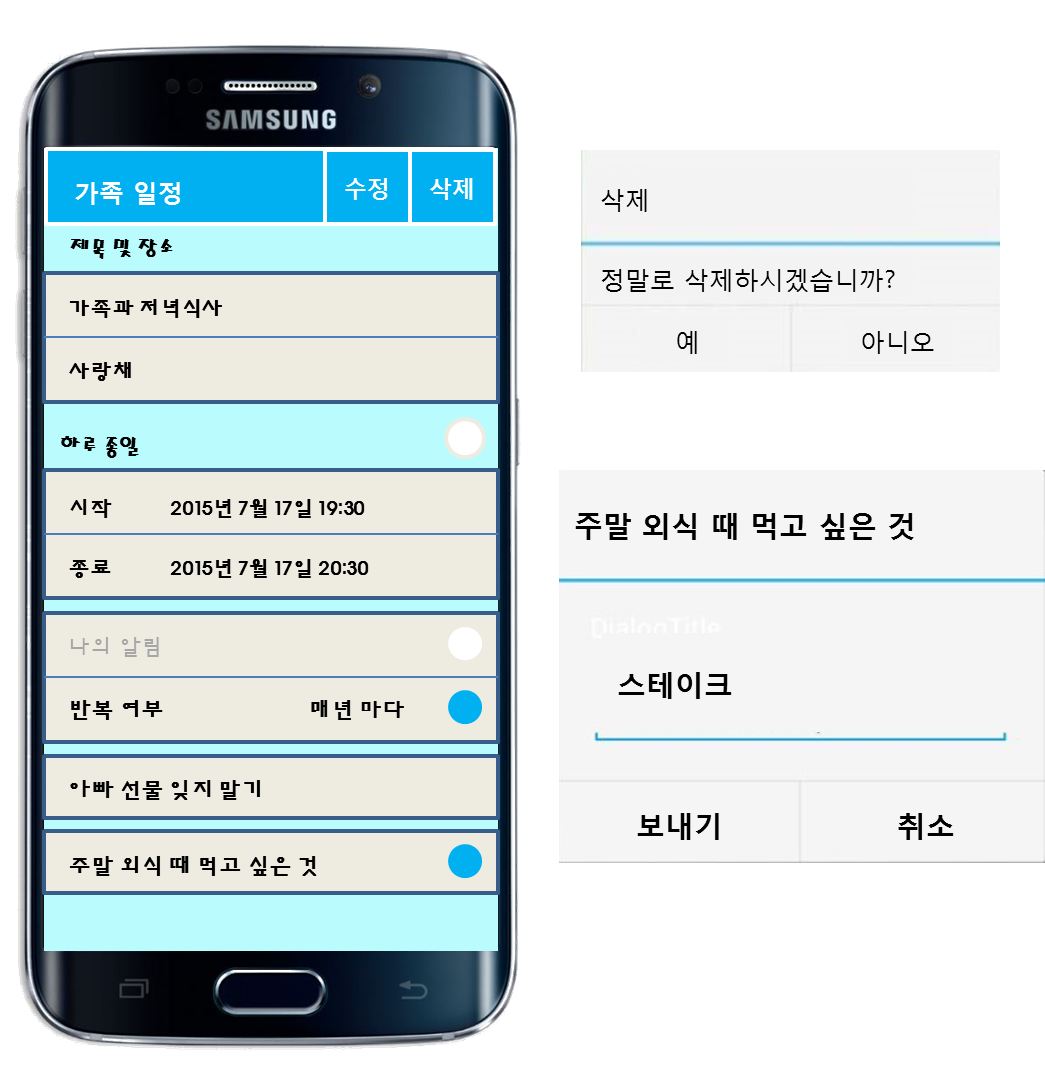 SAMSUNG
가족 일정
수정
삭제
제목 및 장소
가족과 저녁식사
사랑채
하루 종일
시작 2015년 7월 17일 19:30
종료 2015년 7월 17일 20:30
나의 알림
반복 여부 매년 마다
아빠 선물 잊지 말기
주말 외식 때 먹고 싶은 것
삭제
정말로 삭제하시겠습니까?
예
아니오
주말 외식 때 먹고 싶은 것
DialogTitle
스테이크
보내기
취소